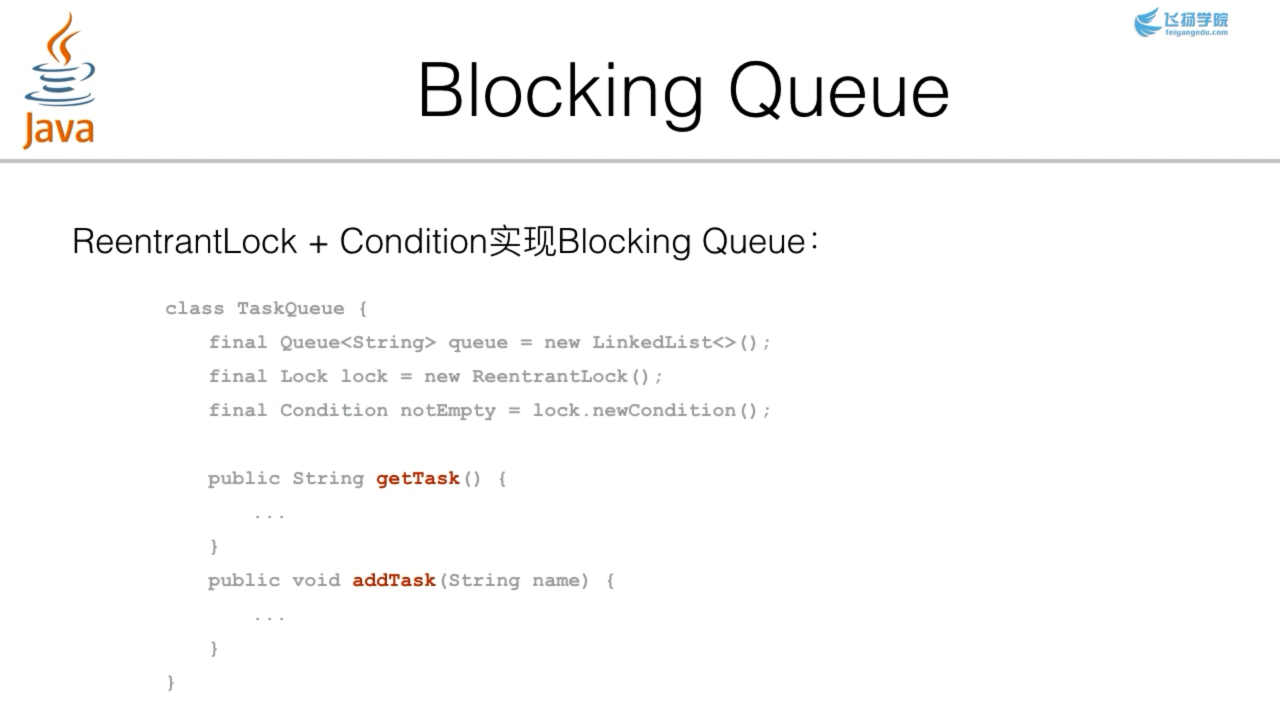 Java
飞扬学院
feiyangedu.com
Blocking Queue
ReentrantLock + Condition实现Blocking Queue：
class TaskQueue {
    final Queue<String> queue = new LinkedList<>();
    final Lock lock = new ReentrantLock();
    final Condition notEmpty = lock.newCondition();
    public String getTask() {
        ...
    }
    public void addTask(String name) {
        ...
    }
}